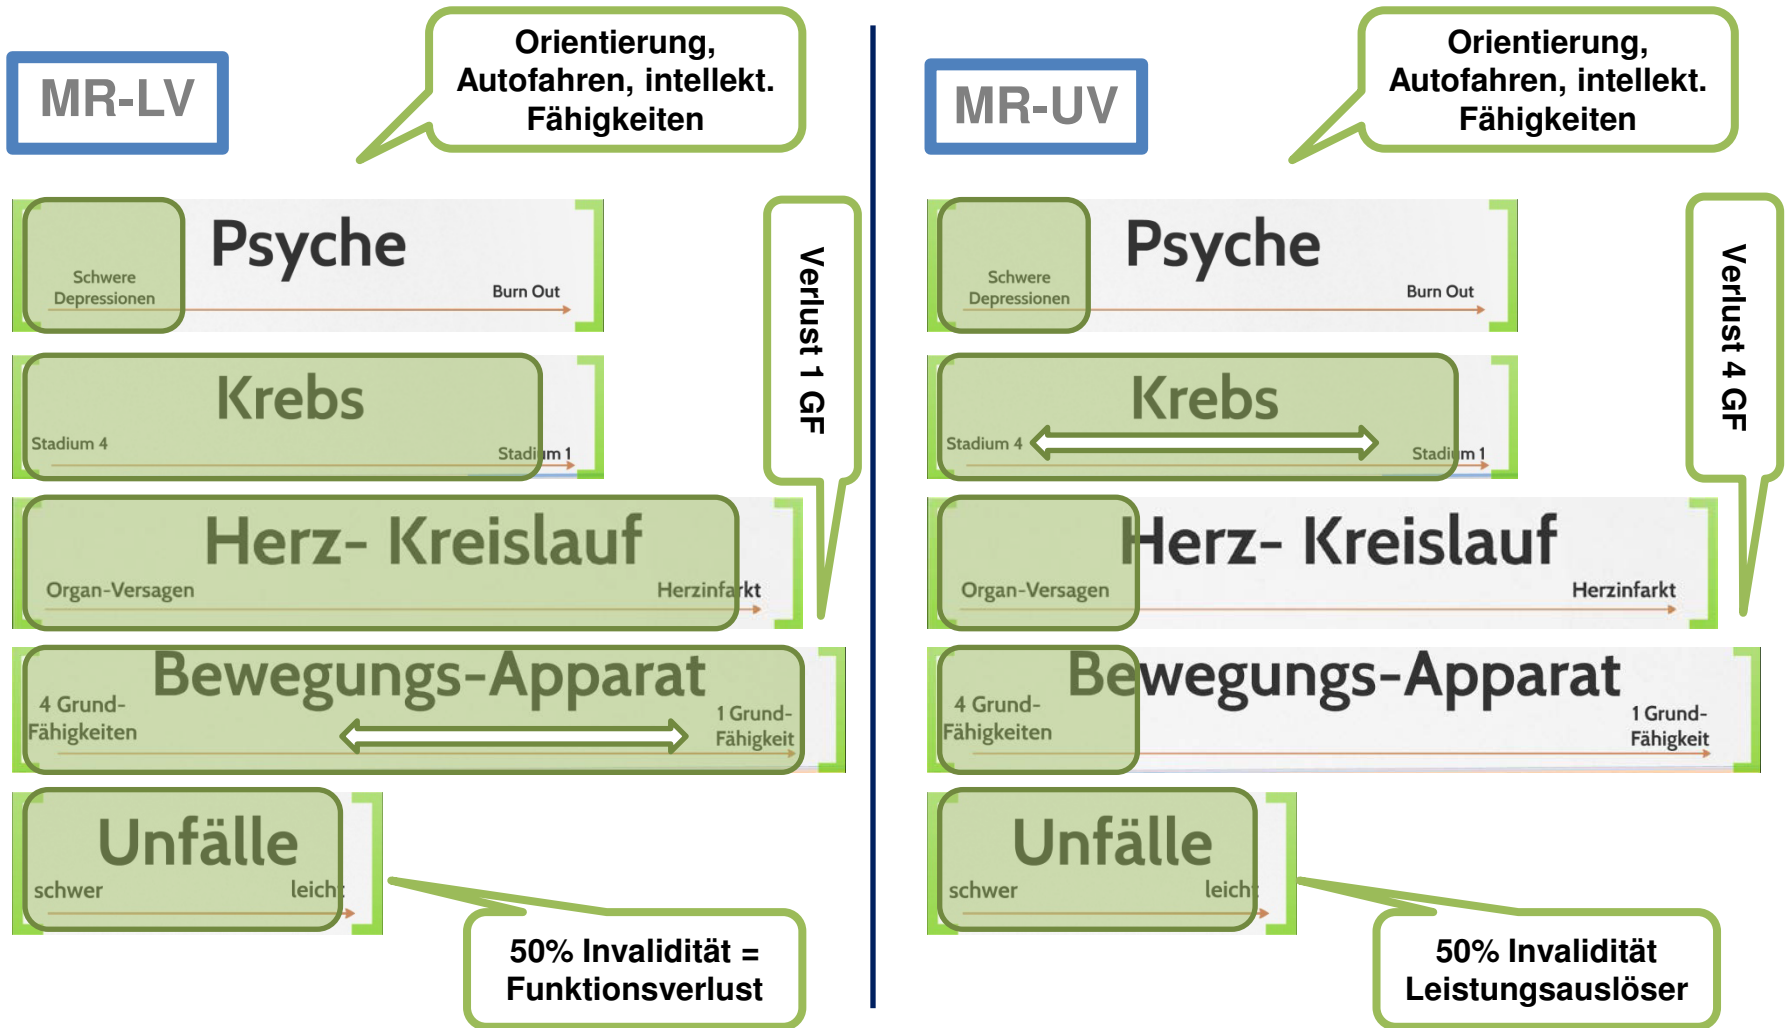 MR-LV
Orientierung,
Autofahren, intellekt.
Fähigkeiten
Psyche
Schwere
Depressionen
Burn Out
Krebs
Stadium 4
Stadium 1
Verlust 1 GF
Herz- Kreislauf
Organ-Versagen
Herzinfarkt
Bewegungs-Apparat
4 Grund-
Fähigkeiten
1 Grund-
Fähigkeit
Unfälle
schwer
leicht
50% Invalidität =
Funktionsverlust
MR-UV
Orientierung,
Autofahren, intellekt.
Fähigkeiten
Psyche
Schwere
Depressionen
Burn Out
Krebs
Stadium 4
Stadium 1
Verlust 4 GF
Herz- Kreislauf
Organ-Versagen
Herzinfarkt
Bewegungs-Apparat
4 Grund-
Fähigkeiten
1 Grund-
Fähigkeit
Unfälle
schwer
leicht
50% Invalidität
Leistungsauslöser